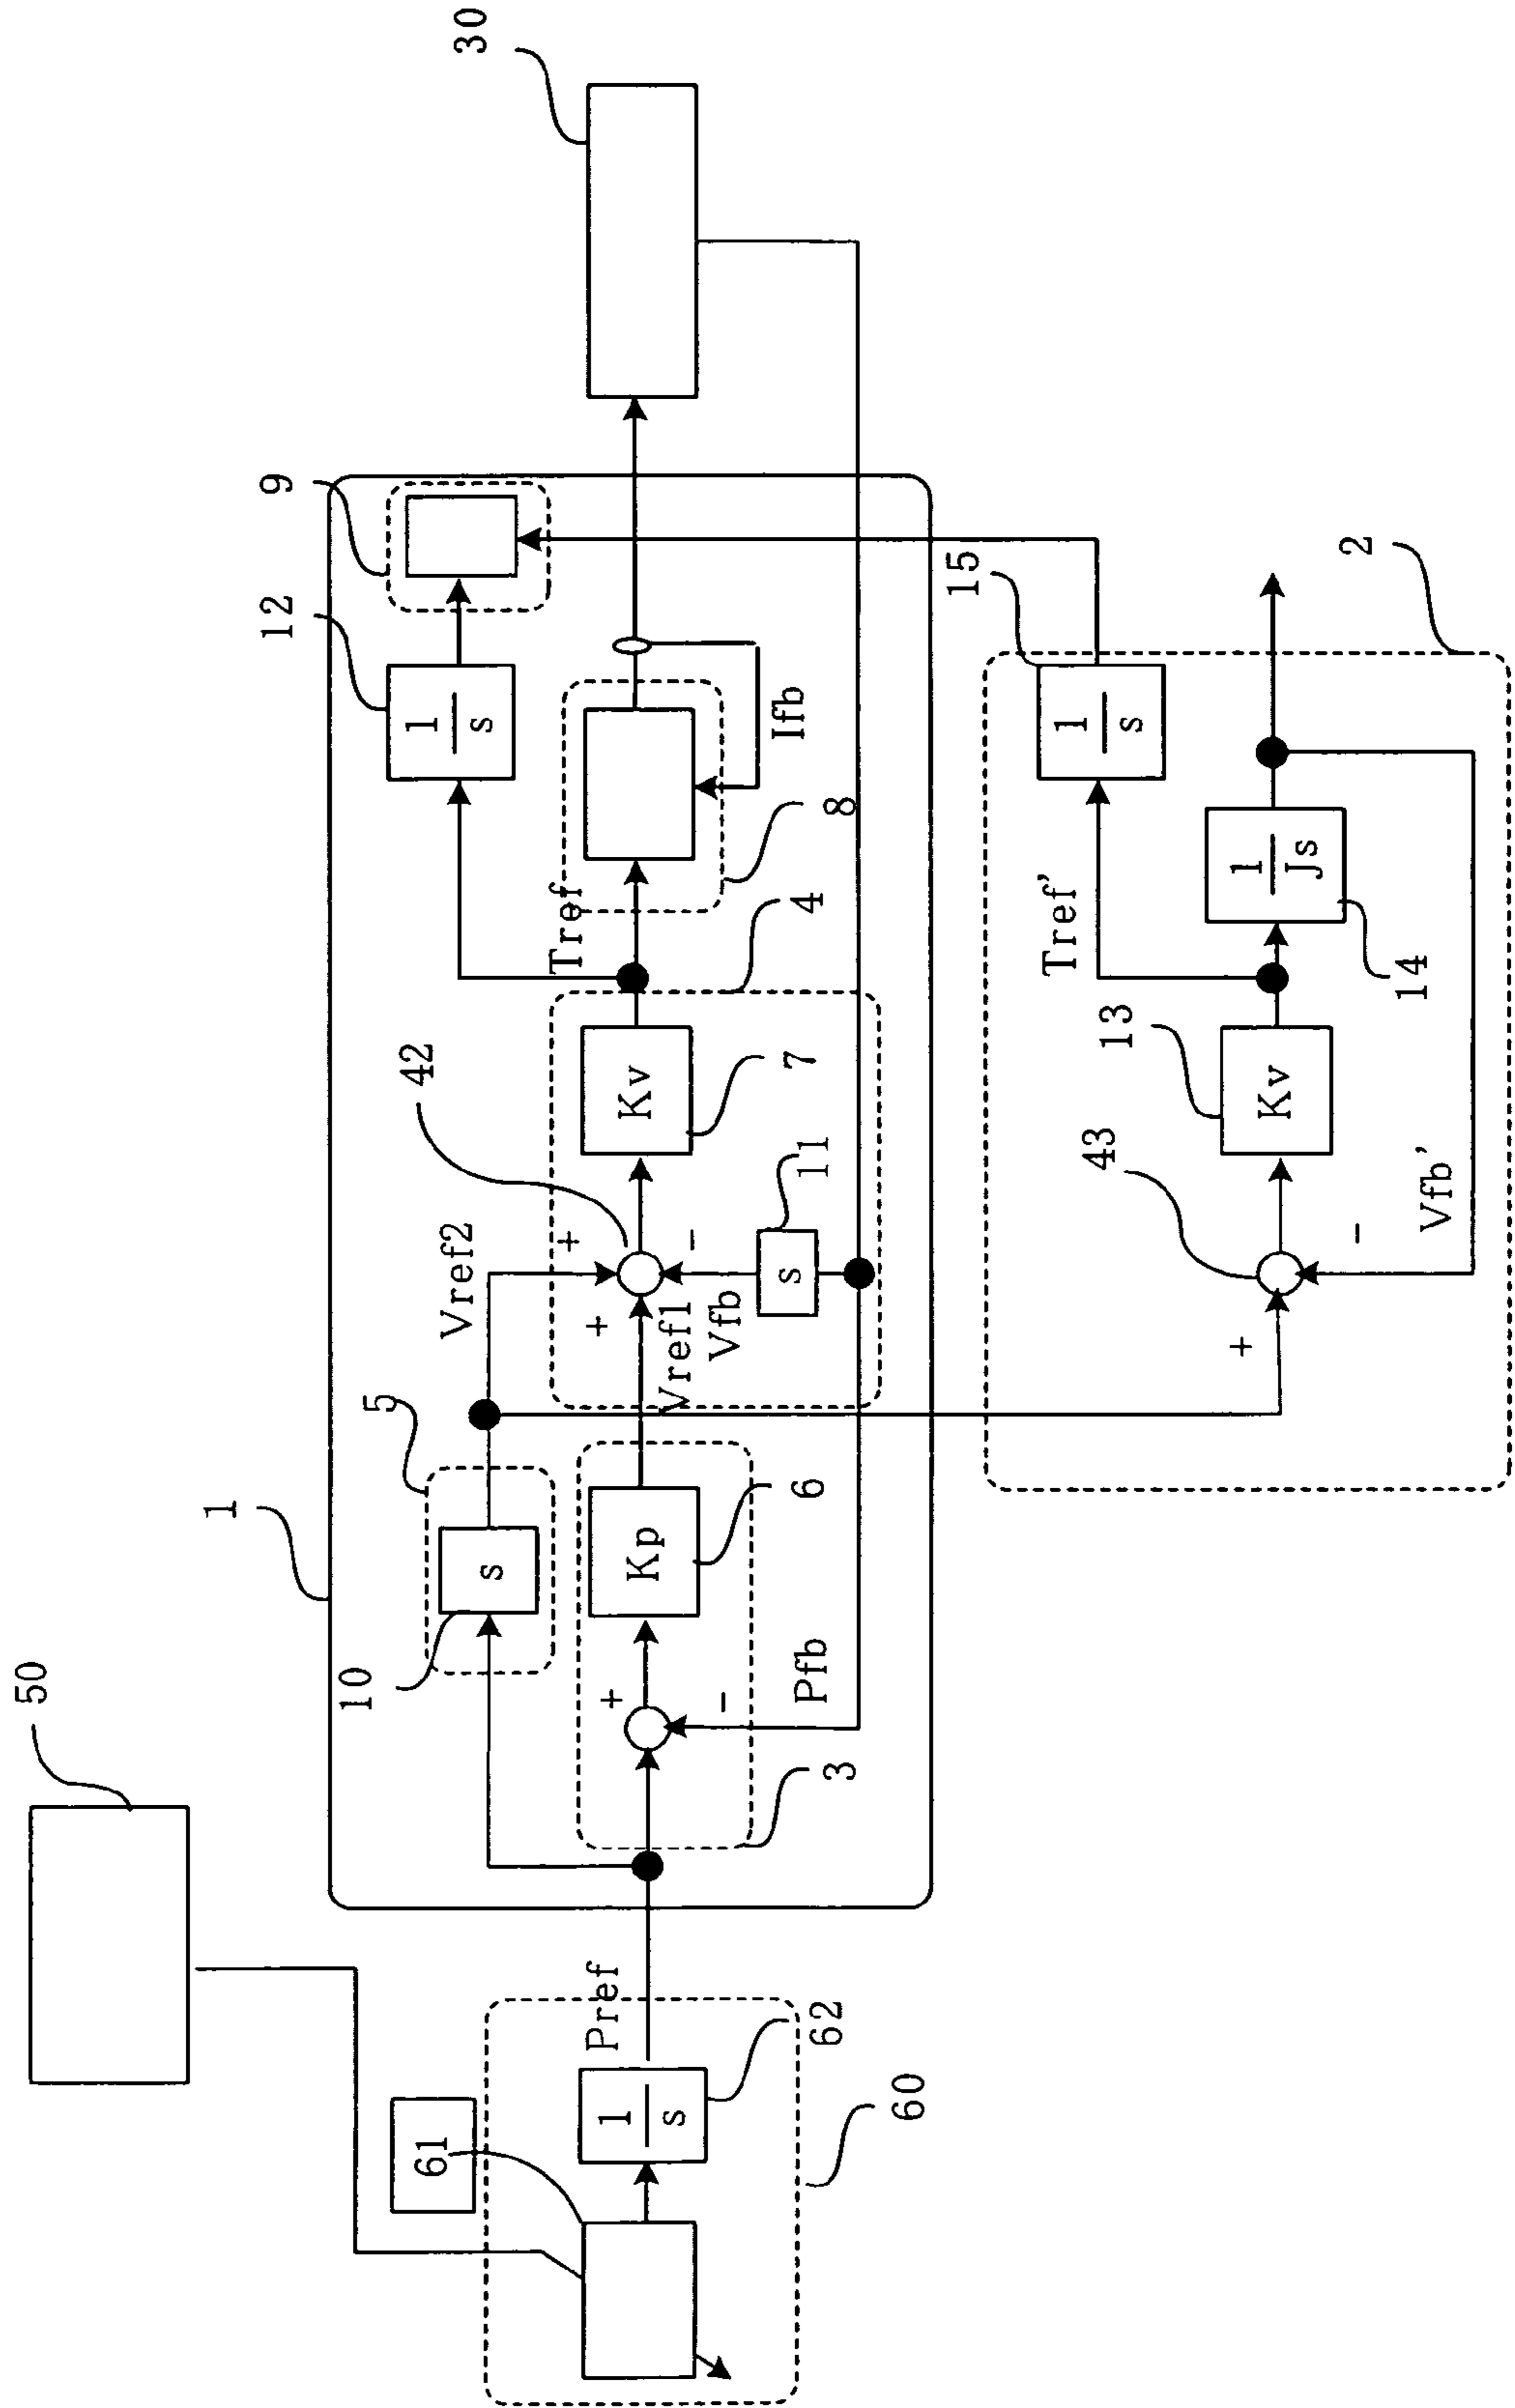 50
1
5
10
s
Vref2
42
12
1
s
9
30
61
1
s
Pref
62
60
+
-
Kp
6
3
Pfb
Vref1
Vfb
+
+
-
s
11
Kv
7
4
Tref
8
Ifb
2
+
-
43
Kv
13
Tref'
1
s
15
1
Js
14
Vfb'